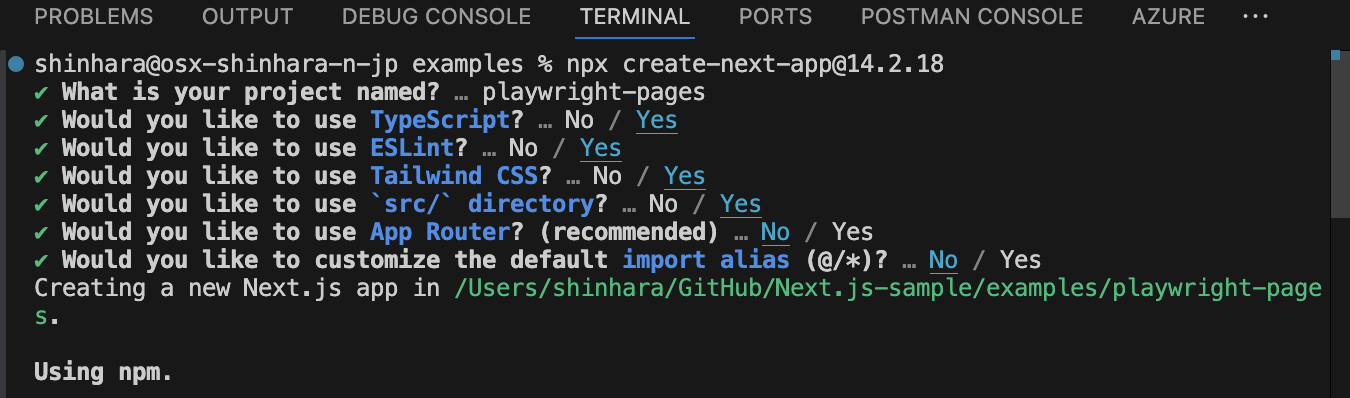 PROBLEMS OUTPUT DEBUG CONSOLE TERMINAL PORTS POSTMAN CONSOLE AZURE ···
shinhara@osx-shinhara-n-jp examples % npx create-next-app@14.2.18
✔ What is your project named? … playwright-pages
✔ Would you like to use TypeScript? … No / Yes
✔ Would you like to use ESLint? … No / Yes
✔ Would you like to use Tailwind CSS? … No / Yes
✔ Would you like to use `src/` directory? … No / Yes
✔ Would you like to use App Router? (recommended) … No / Yes
✔ Would you like to customize the default import alias (@/*)? … No / Yes
Creating a new Next.js app in /Users/shinhara/GitHub/Next.js-sample/examples/playwright-page
s.
Using npm.